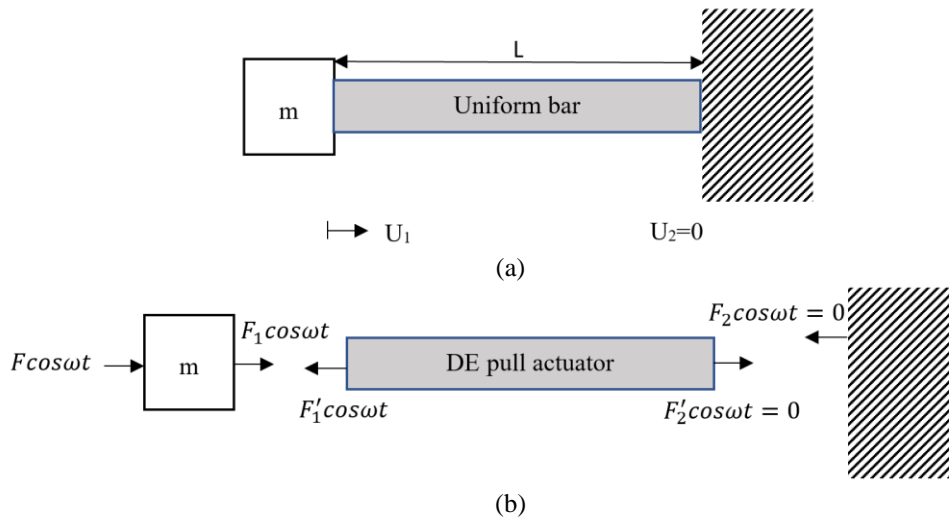 L
m
Uniform bar
U₁
U₂=0
(a)
F₂cosωt = 0
F₁cosωt
Fcosωt
m
DE pull actuator
F₁′cosωt
F₂′cosωt = 0
(b)